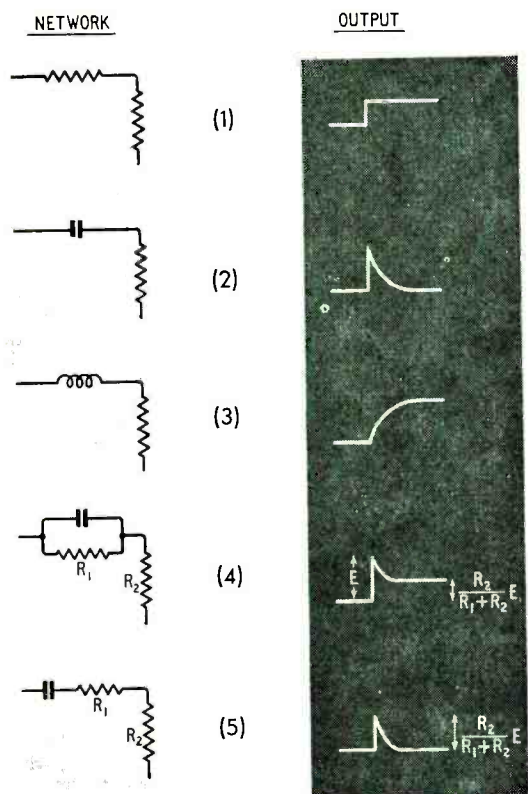 NETWORK OUTPUT
(1)
(2)
(3)
R₁ R₂ (4) E R₂/(R₁+R₂) E
R₁ R₂ (5) R₂/(R₁+R₂) E